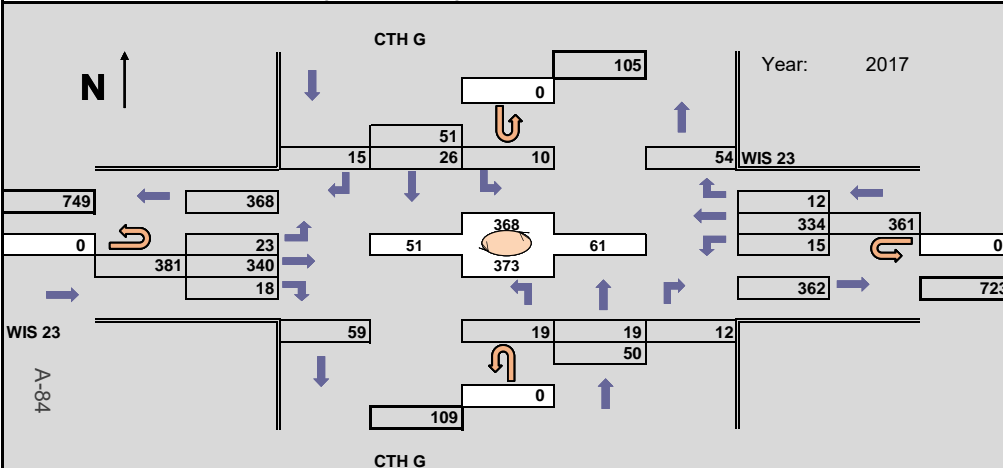 CTH G
105
Year: 2017
N
0
51
15 26 10
54 WIS 23
749 368
12
368
334 361
0 23
51 61
15 0
381 340
373
18
362 723
WIS 23
59
19 19 12
50
A-84
0
109
CTH G